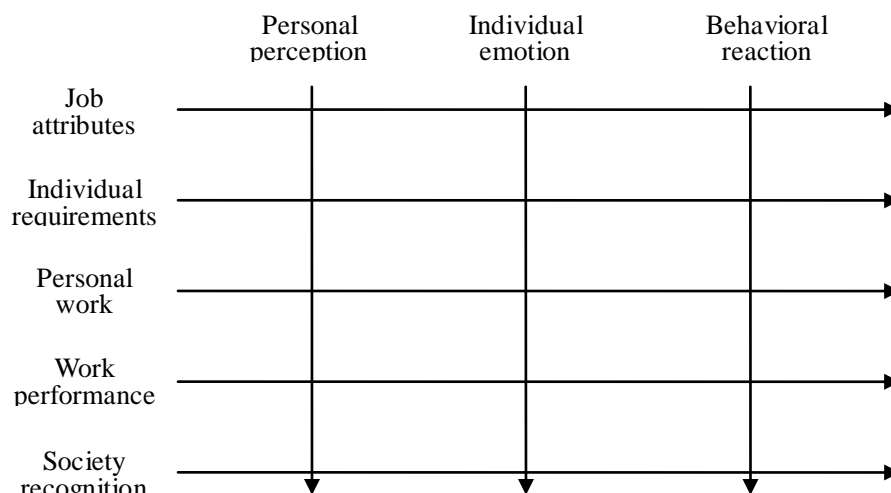 Personal
perception
Individual
emotion
Behavioral
reaction
Job
attributes
Individual
requirements
Personal
work
Work
performance
Society
recognition